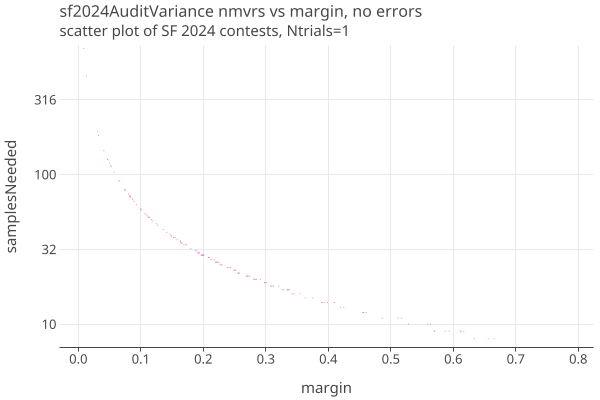 sf2024AuditVariance nmvrs vs margin, no errors
scatter plot of SF 2024 contests, Ntrials=1
samplesNeeded
316
100
32
10
0.0 0.1 0.2 0.3 0.4 0.5 0.6 0.7 0.8
margin